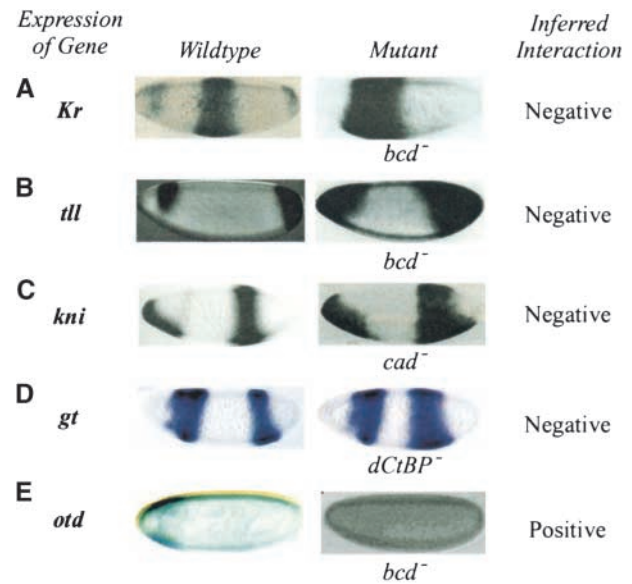 Expression
of Gene
Wildtype
Mutant
Inferred
Interaction
A
Kr
bcd⁻
Negative
B
tll
bcd⁻
Negative
C
kni
cad⁻
Negative
D
gt
dCtBP⁻
Negative
E
otd
bcd⁻
Positive